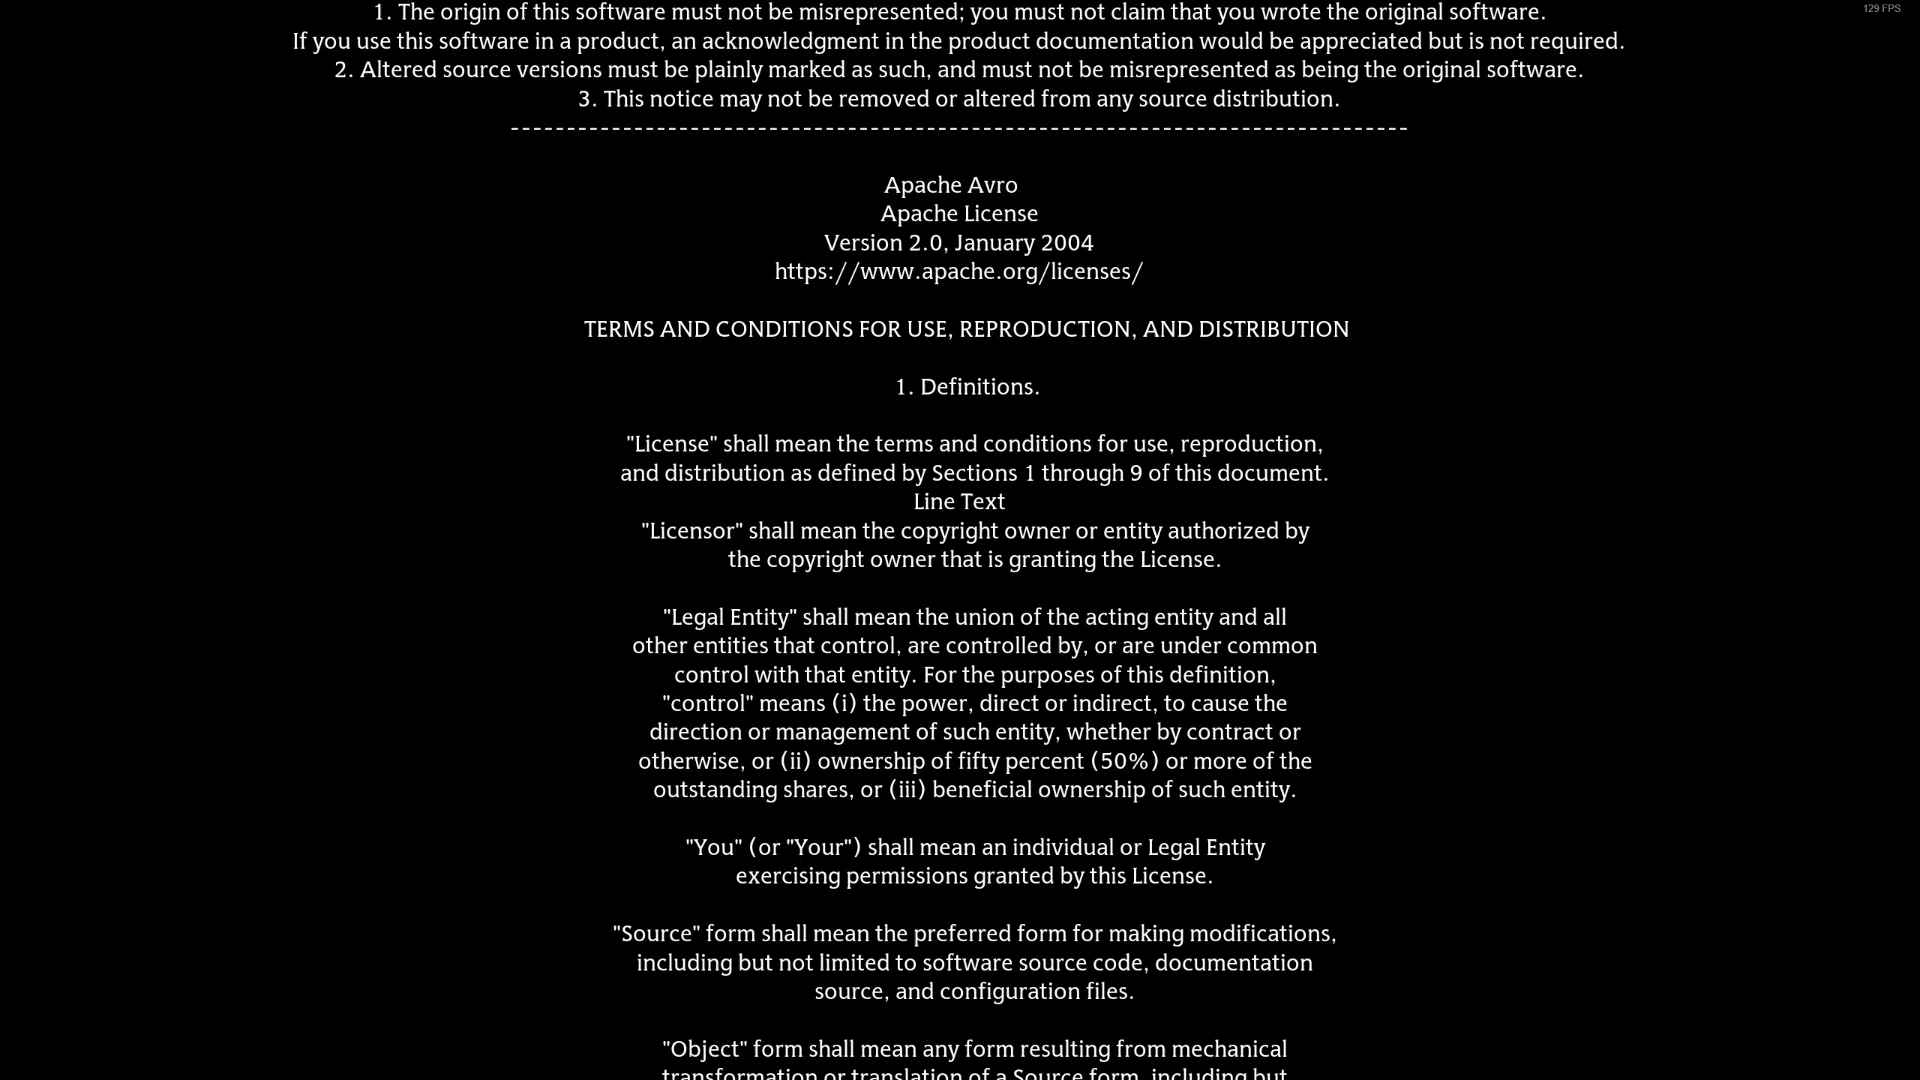 129 FPS
1. The origin of this software must not be misrepresented; you must not claim that you wrote the original software.
If you use this software in a product, an acknowledgment in the product documentation would be appreciated but is not required.
2. Altered source versions must be plainly marked as such, and must not be misrepresented as being the original software.
3. This notice may not be removed or altered from any source distribution.
--------------------------------------------------------------------------------
Apache Avro
Apache License
Version 2.0, January 2004
https://www.apache.org/licenses/
TERMS AND CONDITIONS FOR USE, REPRODUCTION, AND DISTRIBUTION
1. Definitions.
"License" shall mean the terms and conditions for use, reproduction,
and distribution as defined by Sections 1 through 9 of this document.
Line Text
"Licensor" shall mean the copyright owner or entity authorized by
the copyright owner that is granting the License.
"Legal Entity" shall mean the union of the acting entity and all
other entities that control, are controlled by, or are under common
control with that entity. For the purposes of this definition,
"control" means (i) the power, direct or indirect, to cause the
direction or management of such entity, whether by contract or
otherwise, or (ii) ownership of fifty percent (50%) or more of the
outstanding shares, or (iii) beneficial ownership of such entity.
"You" (or "Your") shall mean an individual or Legal Entity
exercising permissions granted by this License.
"Source" form shall mean the preferred form for making modifications,
including but not limited to software source code, documentation
source, and configuration files.
"Object" form shall mean any form resulting from mechanical
transformation or translation of a Source form, including but